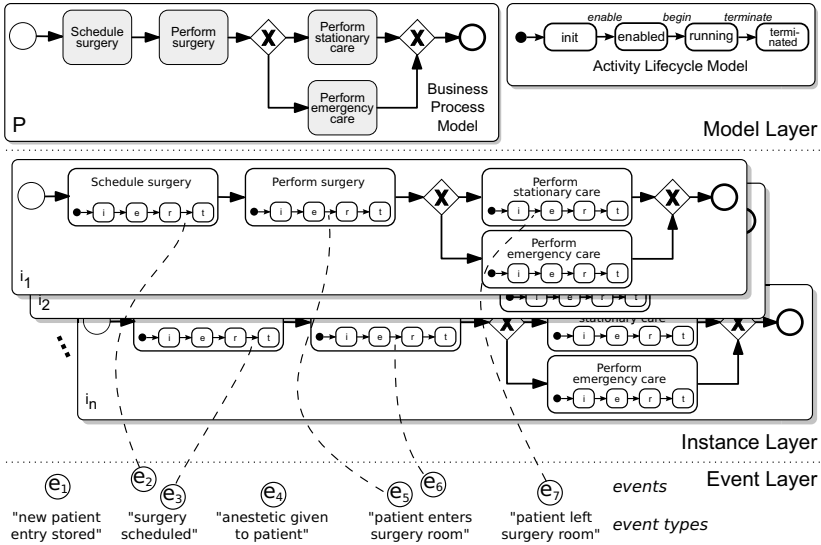 Schedule
surgery
Perform
surgery
X
Perform
stationary
care
X
Perform
emergency
care
Business
Process
Model
P
enable
begin
terminate
init
enabled
running
termi-
nated
Activity Lifecycle Model
Model Layer
Schedule surgery
i e r t
Perform surgery
i e r t
X
Perform
stationary care
i e r t
X
Perform
emergency care
i e r t
i1
i2
i e r t
i e r t
X
stationary care
i e r t
X
Perform
emergency care
i e r t
in
Instance Layer
Event Layer
e1 e2 e3 e4 e5 e6 e7 events
"new patient
entry stored"
"surgery
scheduled"
"anestetic given
to patient"
"patient enters
surgery room"
"patient left
surgery room"
event types